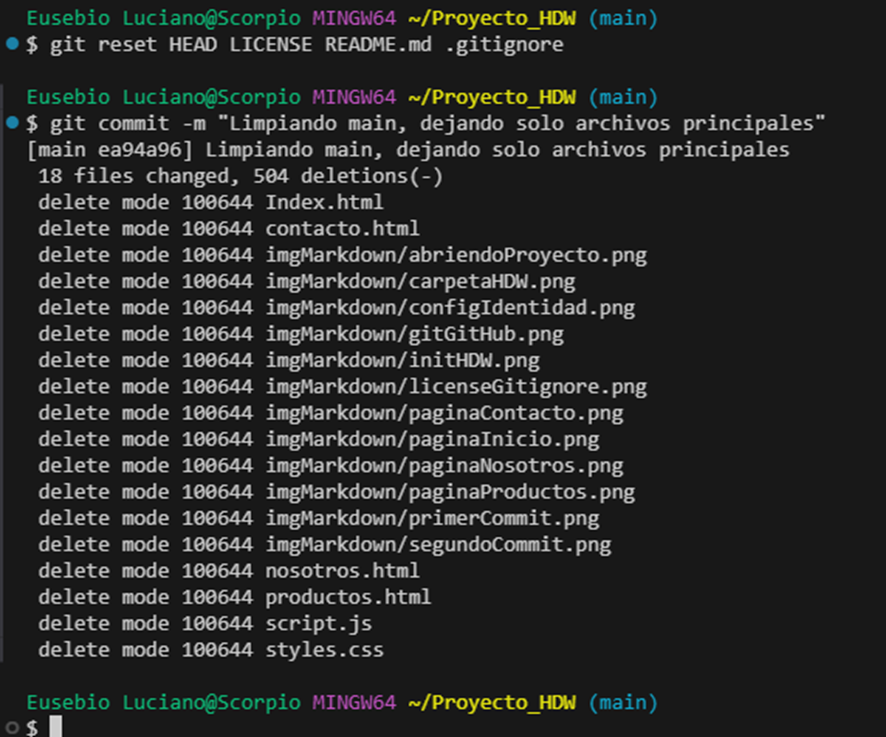 Eusebio Luciano@Scorpio MINGW64 ~/Proyecto_HDW (main)
$ git reset HEAD LICENSE README.md .gitignore
Eusebio Luciano@Scorpio MINGW64 ~/Proyecto_HDW (main)
$ git commit -m "Limpiando main, dejando solo archivos principales"
[main ea94a96] Limpiando main, dejando solo archivos principales
18 files changed, 504 deletions(-)
delete mode 100644 Index.html
delete mode 100644 contacto.html
delete mode 100644 imgMarkdown/abriendoProyecto.png
delete mode 100644 imgMarkdown/carpetaHDW.png
delete mode 100644 imgMarkdown/configIdentidad.png
delete mode 100644 imgMarkdown/gitGitHub.png
delete mode 100644 imgMarkdown/initHDW.png
delete mode 100644 imgMarkdown/licenseGitignore.png
delete mode 100644 imgMarkdown/paginaContacto.png
delete mode 100644 imgMarkdown/paginaInicio.png
delete mode 100644 imgMarkdown/paginaNosotros.png
delete mode 100644 imgMarkdown/paginaProductos.png
delete mode 100644 imgMarkdown/primerCommit.png
delete mode 100644 imgMarkdown/segundoCommit.png
delete mode 100644 nosotros.html
delete mode 100644 productos.html
delete mode 100644 script.js
delete mode 100644 styles.css
Eusebio Luciano@Scorpio MINGW64 ~/Proyecto_HDW (main)
$